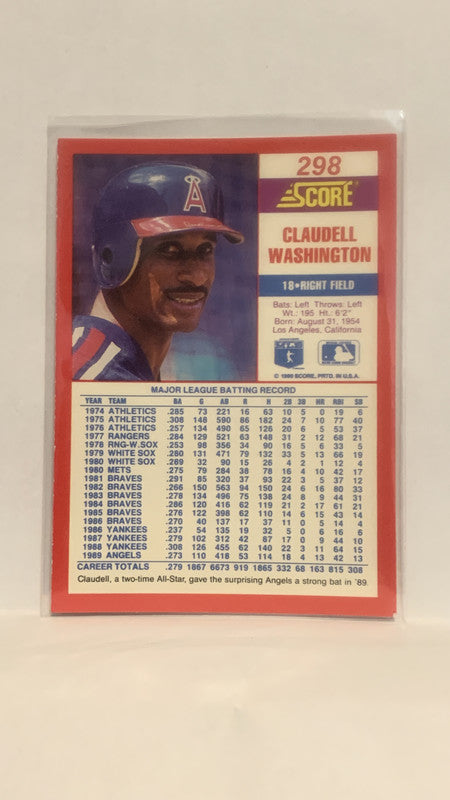 298
SCORE
CLAUDELL
WASHINGTON
18•RIGHT FIELD
Bats: Left Throws: Left
Wt.: 195 Ht.: 6'2"
Born: August 31, 1954
Los Angeles, California
© 1990 SCORE, PRTD. IN U.S.A.
A
MAJOR LEAGUE BATTING RECORD
YEAR TEAM BA G AB R H 2B 3B HR RBI SB
1974 ATHLETICS .285 73 221 16 63 10 5 0 19 6
1975 ATHLETICS .308 148 590 86 182 24 7 10 77 40
1976 ATHLETICS .257 134 490 65 126 20 6 5 53 37
1977 RANGERS .284 129 521 63 148 31 2 12 68 21
1978 RNG-W.SOX .253 98 356 34 90 16 5 6 33 5
1979 WHITE SOX .280 131 471 79 132 33 5 13 66 19
1980 WHITE SOX .289 32 90 15 26 4 2 1 12 4
1980 METS .275 79 284 38 78 16 4 10 42 17
1981 BRAVES .291 85 320 37 93 22 3 5 37 12
1982 BRAVES .266 150 563 94 150 24 6 16 80 33
1983 BRAVES .278 134 496 75 138 24 8 9 44 31
1984 BRAVES .286 120 416 62 119 21 2 17 61 21
1985 BRAVES .276 122 398 62 110 14 6 15 43 14
1986 BRAVES .270 40 137 17 37 11 0 5 14 4
1986 YANKEES .237 54 135 19 32 5 0 6 16 6
1987 YANKEES .279 102 312 42 87 17 0 9 44 10
1988 YANKEES .308 126 455 62 140 22 3 11 64 15
1989 ANGELS .273 110 418 53 114 18 4 13 42 13
CAREER TOTALS .279 1867 6673 919 1865 332 68 163 815 308
Claudell, a two-time All-Star, gave the surprising Angels a strong bat in '89.